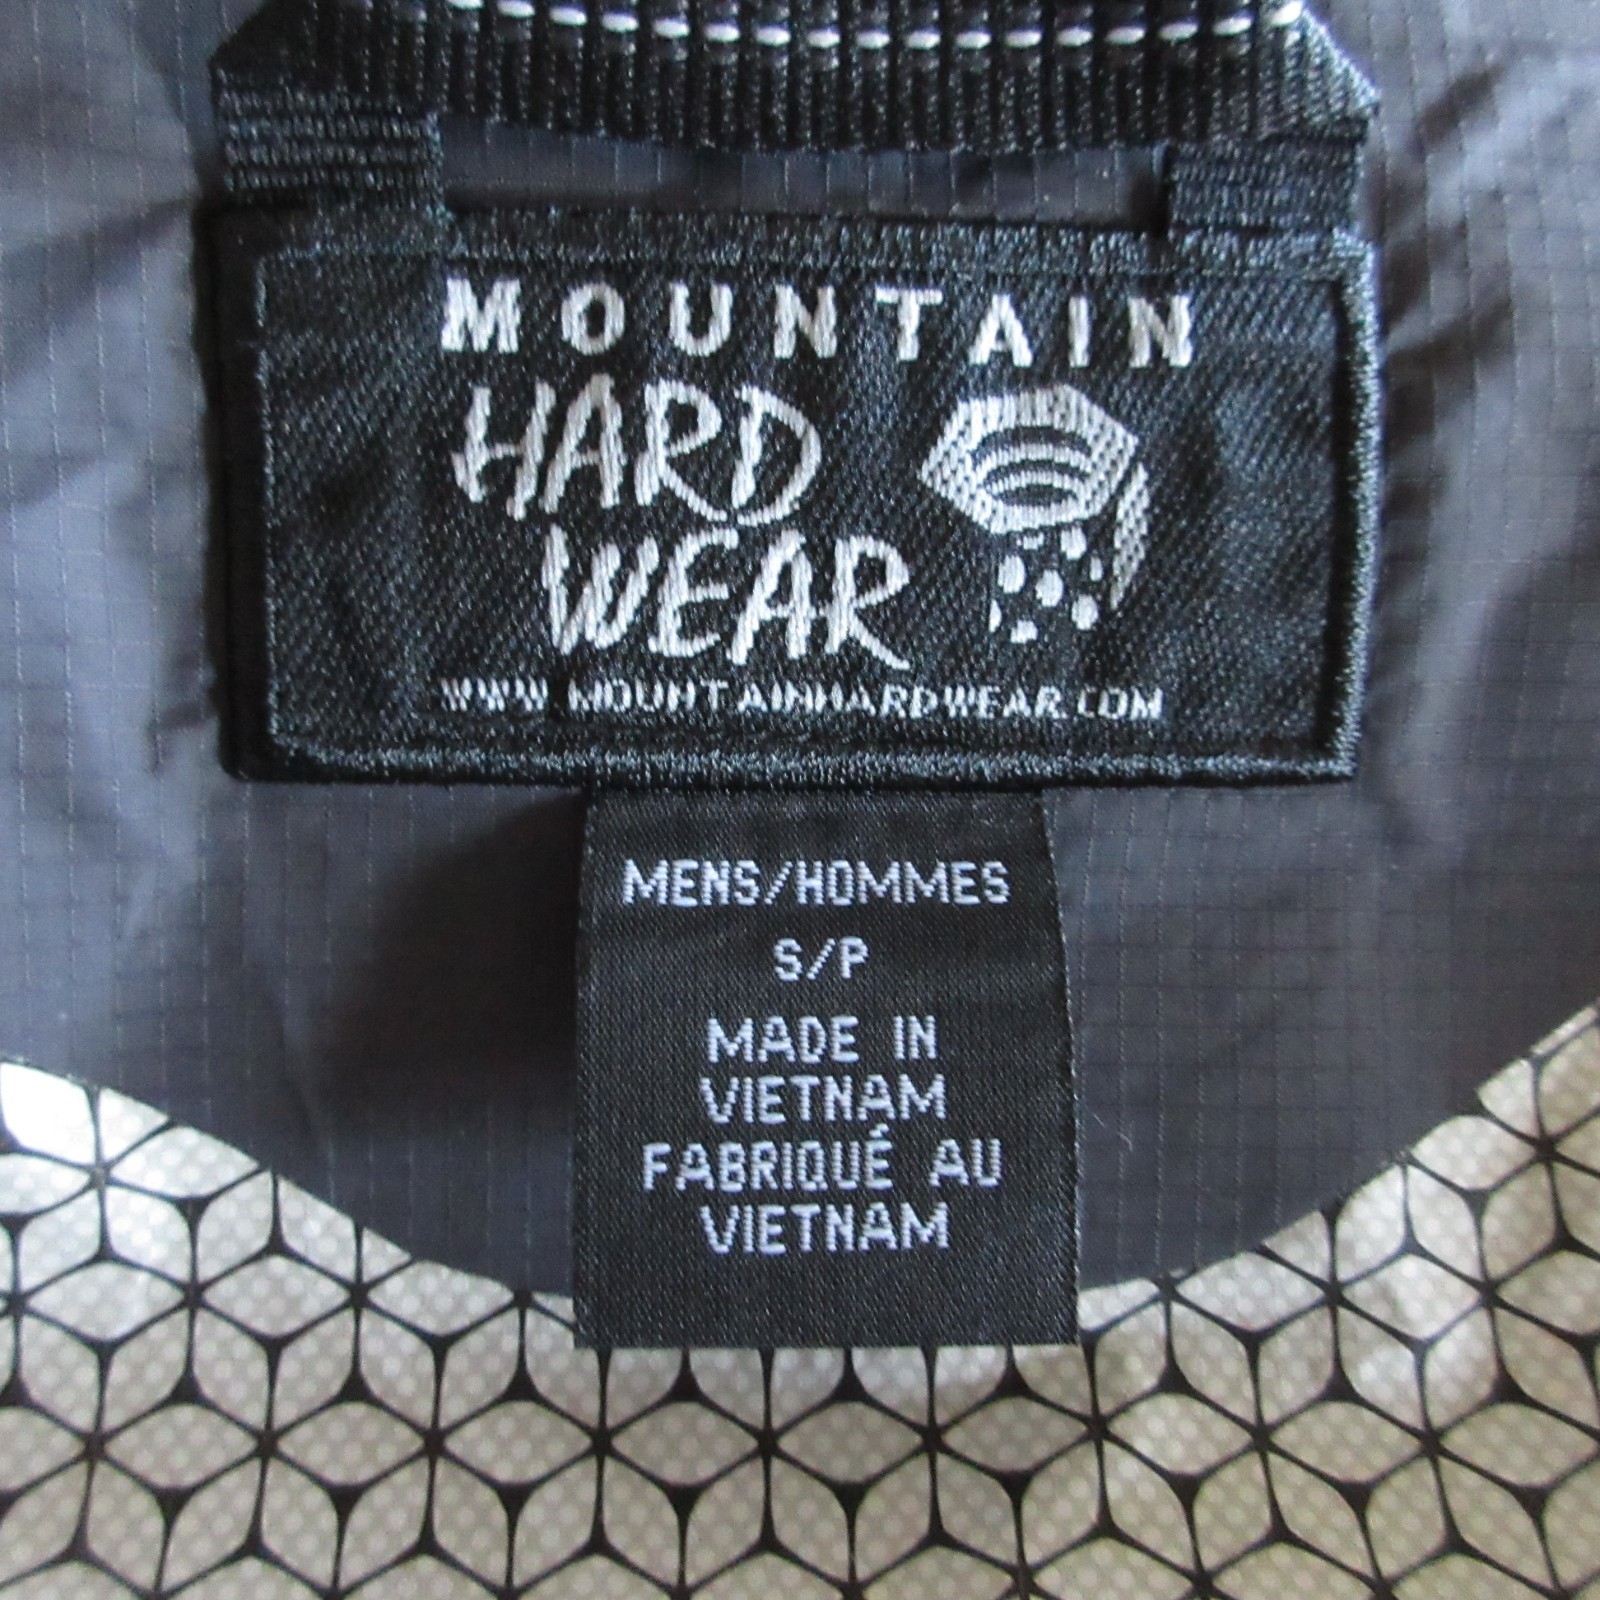 MOUNTAIN
HARD
WEAR
WWW.MOUNTAINHARDWEAR.COM
MENS/HOMMES
S/P
MADE IN
VIETNAM
FABRIQUÉ AU
VIETNAM